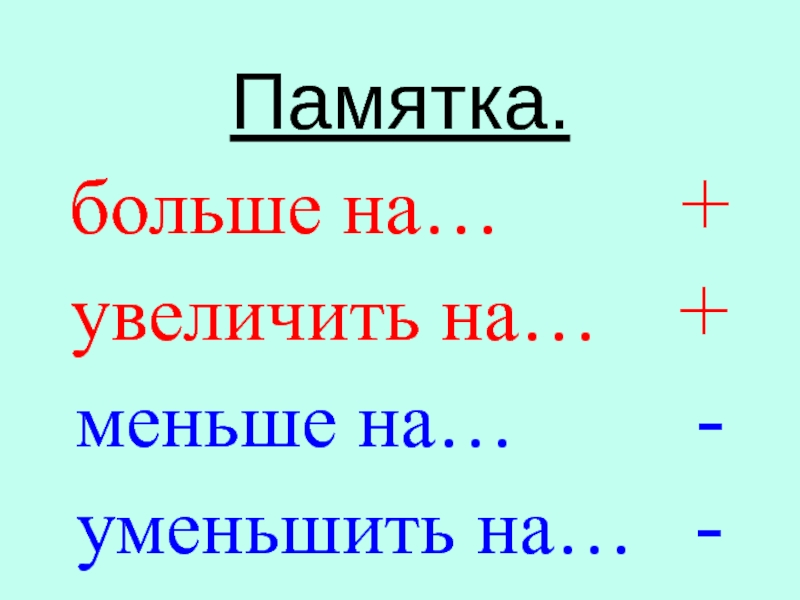 Памятка.
больше на… +
увеличить на… +
меньше на… -
уменьшить на… -